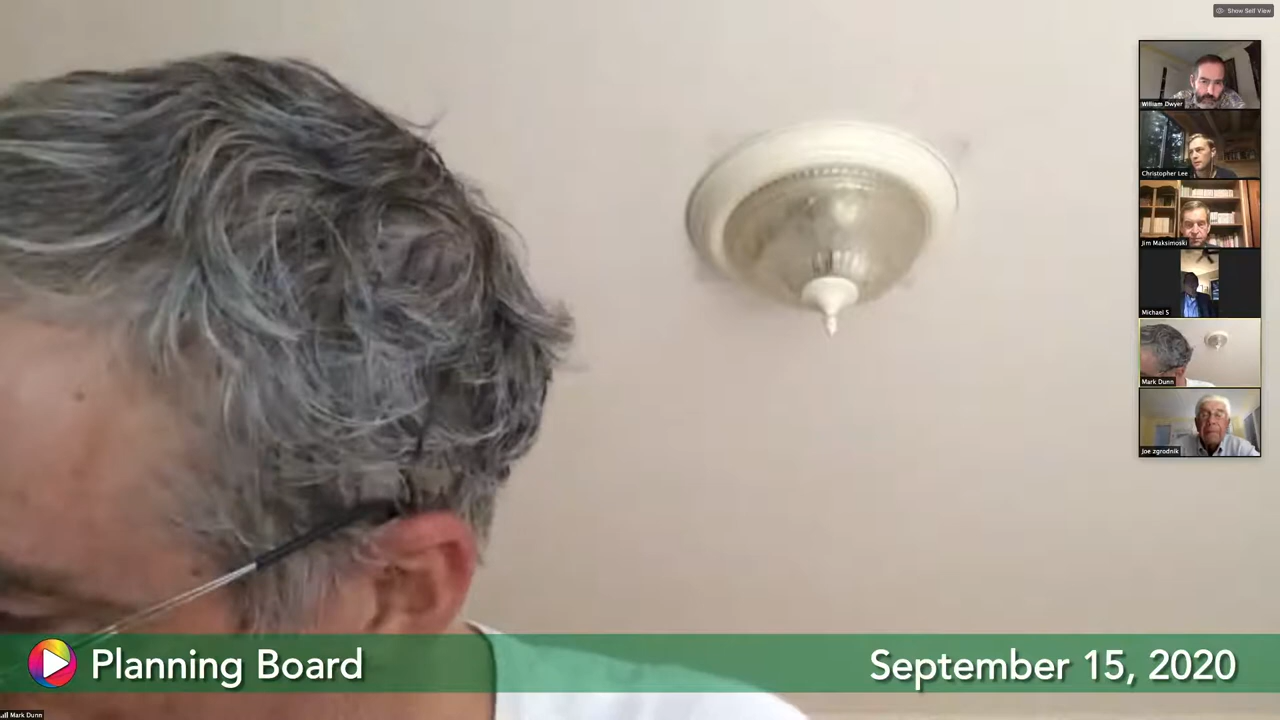 Show Self View
William Dwyer
Christopher Lee
Jim Maksimoski
Michael S
Mark Dunn
Joe zgrodnik
Planning Board
September 15, 2020
Mark Dunn